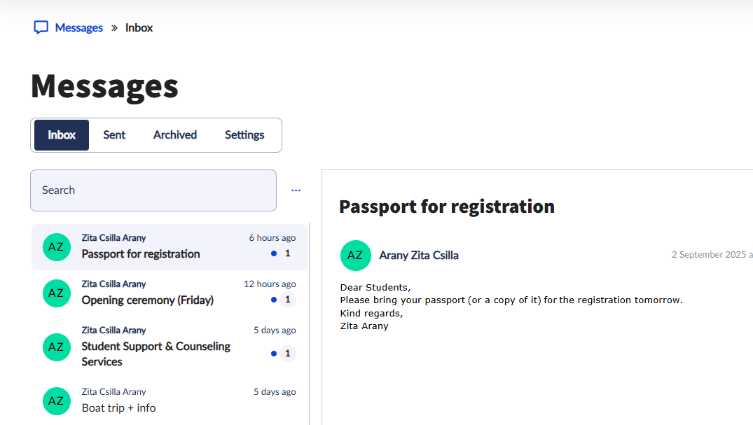 Messages » Inbox
Messages
Inbox Sent Archived Settings
Search ...
Zita Csilla Arany 6 hours ago
Passport for registration 1
Zita Csilla Arany 12 hours ago
Opening ceremony (Friday) 1
Zita Csilla Arany 5 days ago
Student Support & Counseling
Services 1
Zita Csilla Arany 5 days ago
Boat trip + info
AZ
AZ
AZ
AZ
Passport for registration
AZ Arany Zita Csilla 2 September 2025 a
Dear Students,
Please bring your passport (or a copy of it) for the registration tomorrow.
Kind regards,
Zita Arany